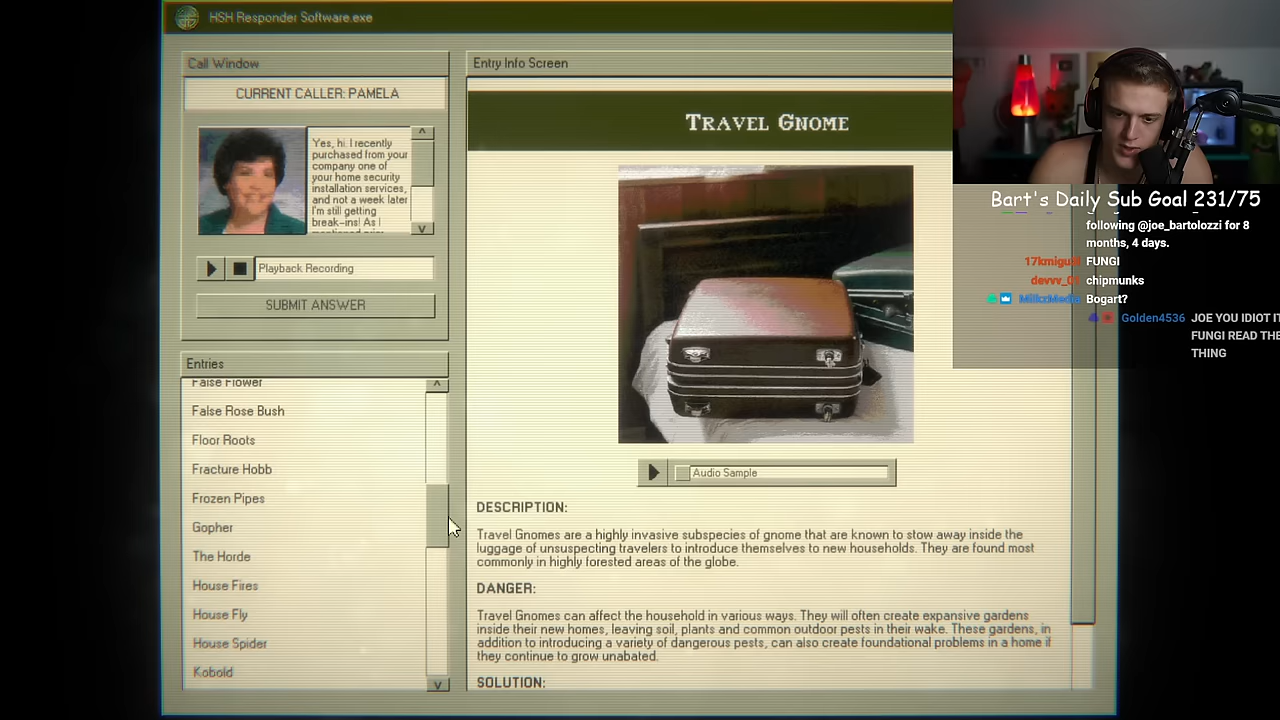 HSH Responder Software.exe
Call Window
CURRENT CALLER: PAMELA
Yes, hi. I recently
purchased from your
company one of
your home security
installation services,
and not a week later
I'm still getting
break-ins! As I
Playback Recording
SUBMIT ANSWER
Entries
False Flower
False Rose Bush
Floor Roots
Fracture Hobb
Frozen Pipes
Gopher
The Horde
House Fires
House Fly
House Spider
Kobold
Entry Info Screen
Travel Gnome
Audio Sample
DESCRIPTION:
Travel Gnomes are a highly invasive subspecies of gnome that are known to stow away inside the
luggage of unsuspecting travelers to introduce themselves to new households. They are found most
commonly in highly forested areas of the globe.
DANGER:
Travel Gnomes can affect the household in various ways. They will often create expansive gardens
inside their new homes, leaving soil, plants and common outdoor pests in their wake. These gardens, in
addition to introducing a variety of dangerous pests, can also create foundational problems in a home if
they continue to grow unabated.
SOLUTION:
Bart's Daily Sub Goal 231/75
following @joe_bartolozzi for 8
months, 4 days.
FUNGI
chipmunks
Bogart?
Golden4536 JOE YOU IDIOT IT
FUNGI READ THE
THING